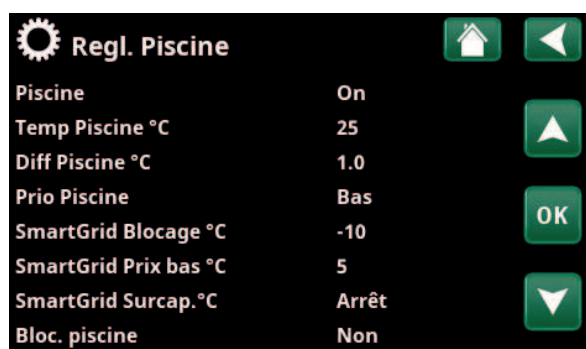 Regl. Piscine
Piscine On
Temp Piscine °C 25
Diff Piscine °C 1.0
Prio Piscine Bas
OK
SmartGrid Blocage °C -10
SmartGrid Prix bas °C 5
SmartGrid Surcap.°C Arrêt
Bloc. piscine Non